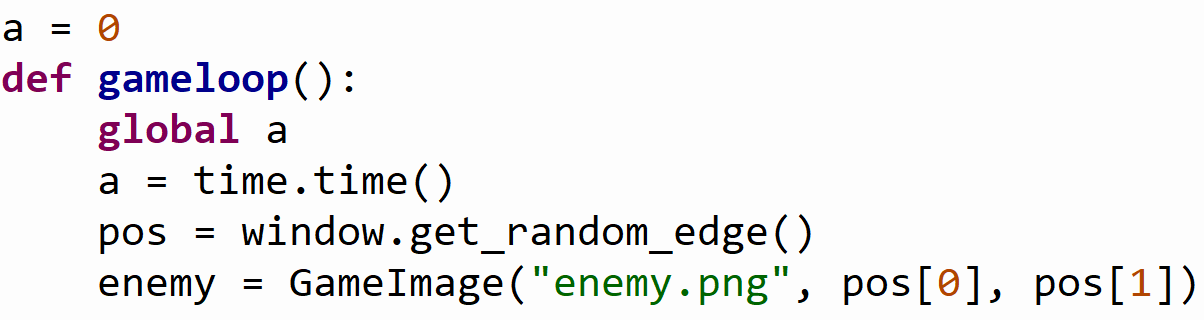 a = 0
def gameloop():
    global a
    a = time.time()
    pos = window.get_random_edge()
    enemy = GameImage("enemy.png", pos[0], pos[1])